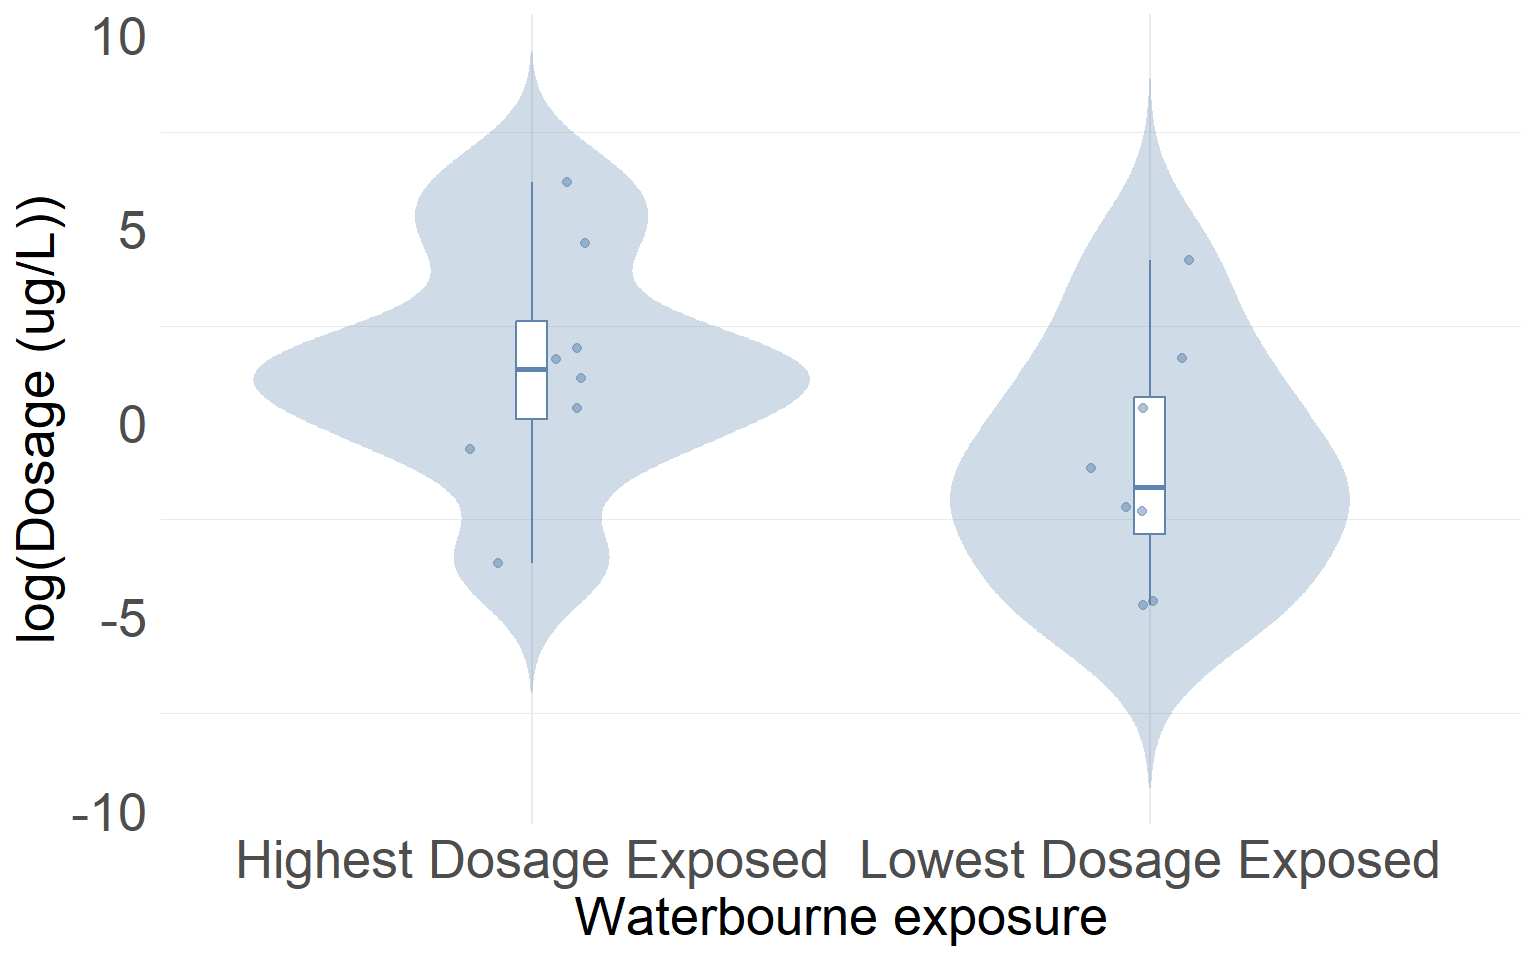 log(Dosage (ug/L))
10
5
0
-5
-10
Highest Dosage Exposed
Lowest Dosage Exposed
Waterbourne exposure